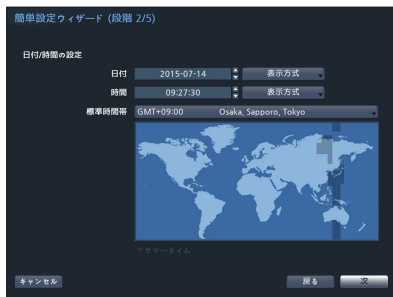 簡単設定ウィザード (段階 2/5)
日付/時間の設定
日付 2015-07-14 表示方式
時間 09:27:30 表示方式
標準時間帯 GMT+09:00 Osaka, Sapporo, Tokyo
サマータイム
キャンセル 戻る 次